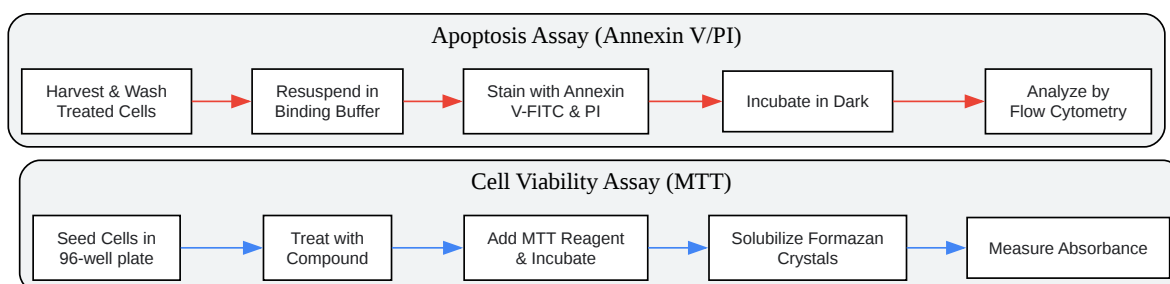 Apoptosis Assay (Annexin V/PI)
Harvest & Wash
Treated Cells
Resuspend in
Binding Buffer
Stain with Annexin
V-FITC & PI
Incubate in Dark
Analyze by
Flow Cytometry
Cell Viability Assay (MTT)
Seed Cells in
96-well plate
Treat with
Compound
Add MTT Reagent
& Incubate
Solubilize Formazan
Crystals
Measure Absorbance